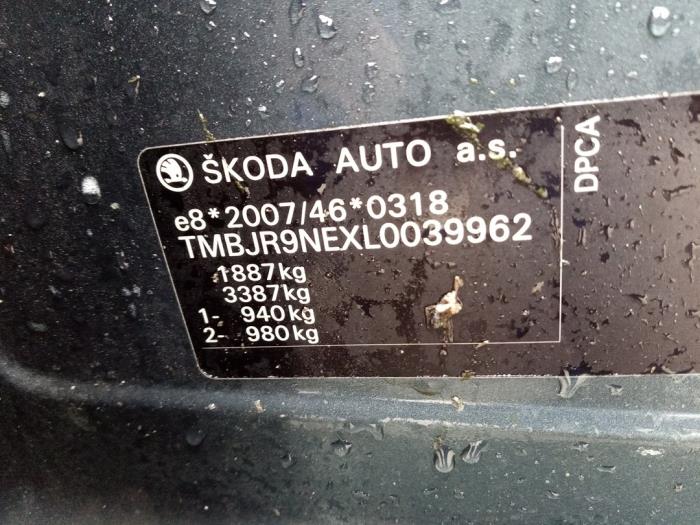 ŠKODA AUTO a.s.
e8*2007/46*0318
TMBJR9NEXL0039962
1887kg
3387kg
1- 940kg
2- 980kg
DPCA